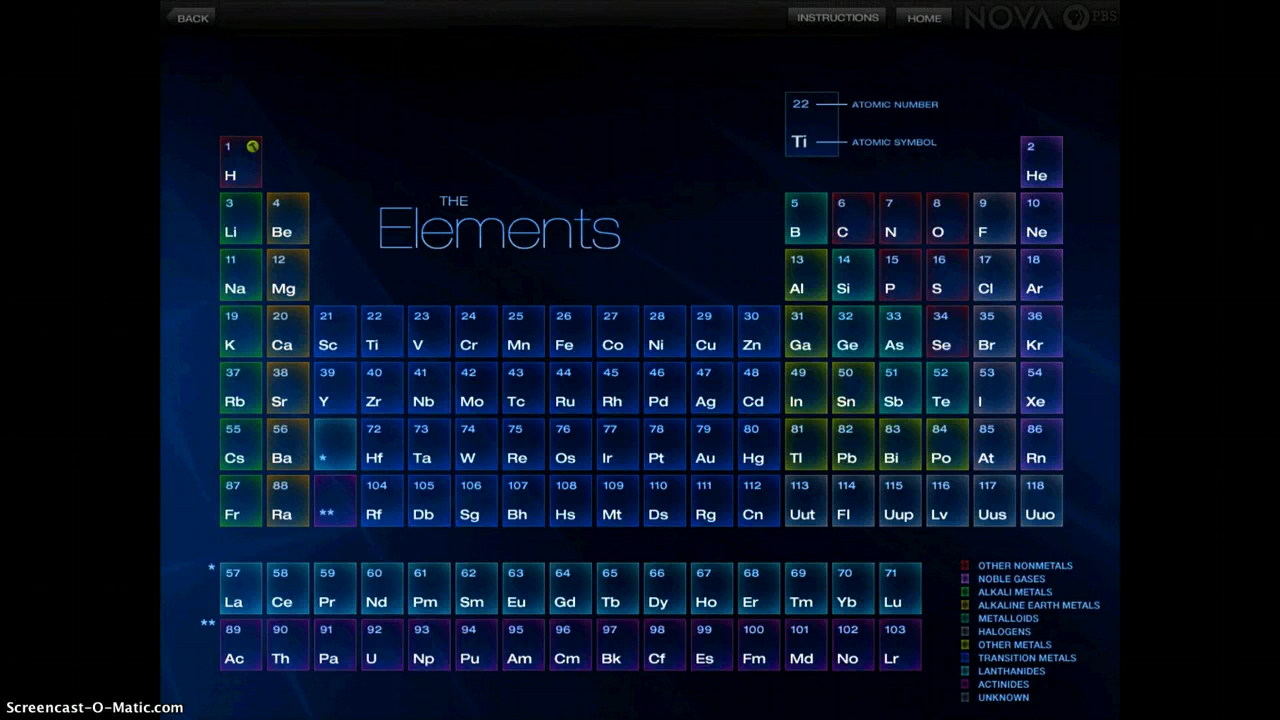 BACK INSTRUCTIONS HOME NOVA PBS
22 ATOMIC NUMBER
Ti ATOMIC SYMBOL
1 2
H He
THE
Elements
3 4 5 6 7 8 9 10
Li Be B C N O F Ne
11 12 13 14 15 16 17 18
Na Mg Al Si P S Cl Ar
19 20 21 22 23 24 25 26 27 28 29 30 31 32 33 34 35 36
K Ca Sc Ti V Cr Mn Fe Co Ni Cu Zn Ga Ge As Se Br Kr
37 38 39 40 41 42 43 44 45 46 47 48 49 50 51 52 53 54
Rb Sr Y Zr Nb Mo Tc Ru Rh Pd Ag Cd In Sn Sb Te I Xe
55 56 72 73 74 75 76 77 78 79 80 81 82 83 84 85 86
Cs Ba * Hf Ta W Re Os Ir Pt Au Hg Tl Pb Bi Po At Rn
87 88 104 105 106 107 108 109 110 111 112 113 114 115 116 117 118
Fr Ra ** Rf Db Sg Bh Hs Mt Ds Rg Cn Uut Fl Uup Lv Uus Uuo
* 57 58 59 60 61 62 63 64 65 66 67 68 69 70 71
La Ce Pr Nd Pm Sm Eu Gd Tb Dy Ho Er Tm Yb Lu
** 89 90 91 92 93 94 95 96 97 98 99 100 101 102 103
Ac Th Pa U Np Pu Am Cm Bk Cf Es Fm Md No Lr
OTHER NONMETALS
NOBLE GASES
ALKALI METALS
ALKALINE EARTH METALS
METALLOIDS
HALOGENS
OTHER METALS
TRANSITION METALS
LANTHANIDES
ACTINIDES
UNKNOWN
Screencast-O-Matic.com